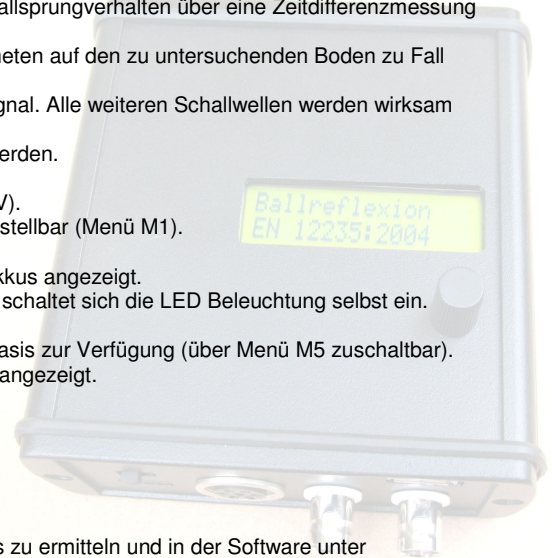 allsprungverhalten über eine Zeitdifferenzmessung
neten auf den zu untersuchenden Boden zu Fall
gnal. Alle weiteren Schallwellen werden wirksam
erden.
V).
stellbar (Menü M1).
Ballreflexion
EN 12235:2004
kkus angezeigt.
schaltet sich die LED Beleuchtung selbst ein.
asis zur Verfügung (über Menü M5 zuschaltbar).
angezeigt.
s zu ermitteln und in der Software unter